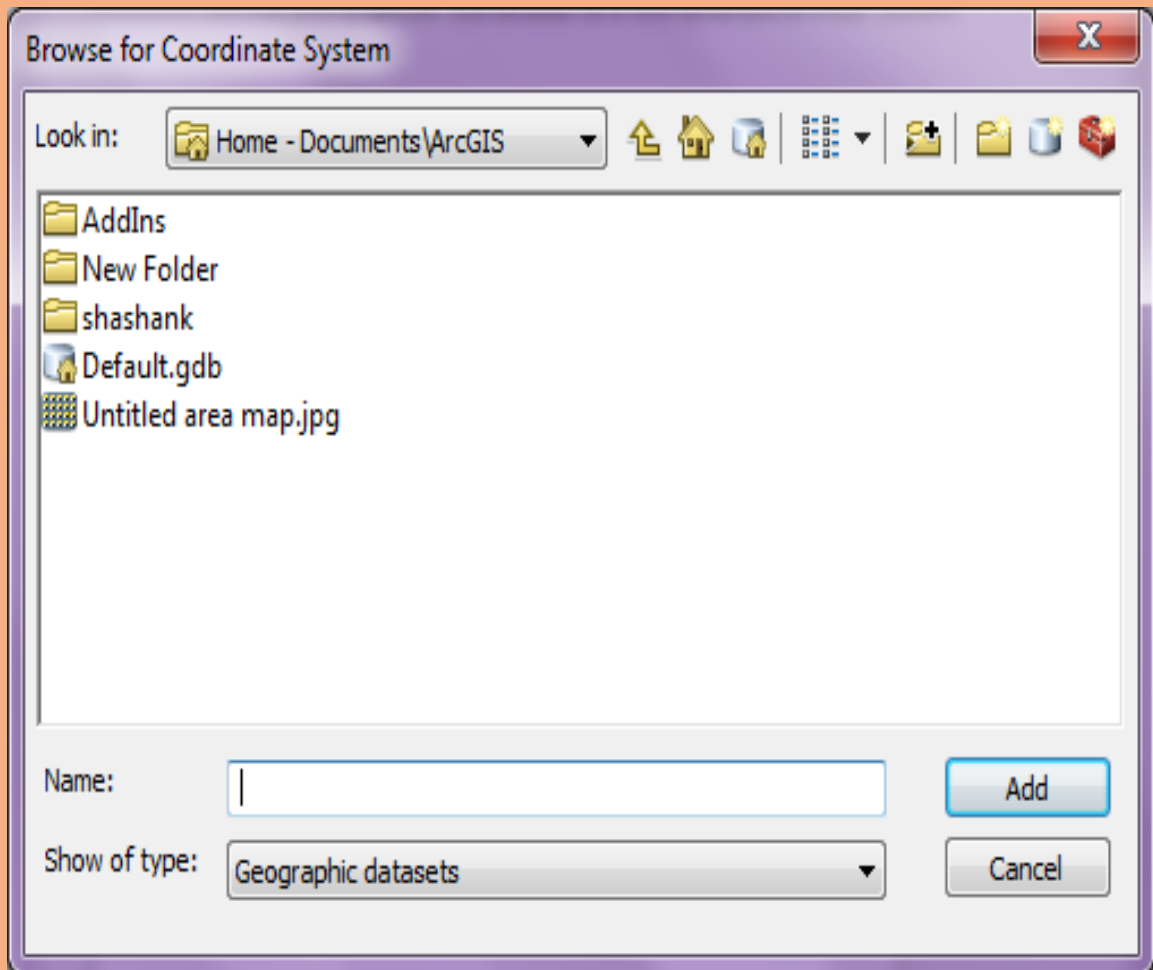 Browse for Coordinate System
Look in: Home - Documents\ArcGIS
AddIns
New Folder
shashank
Default.gdb
Untitled area map.jpg
Name: Add
Show of type: Geographic datasets Cancel